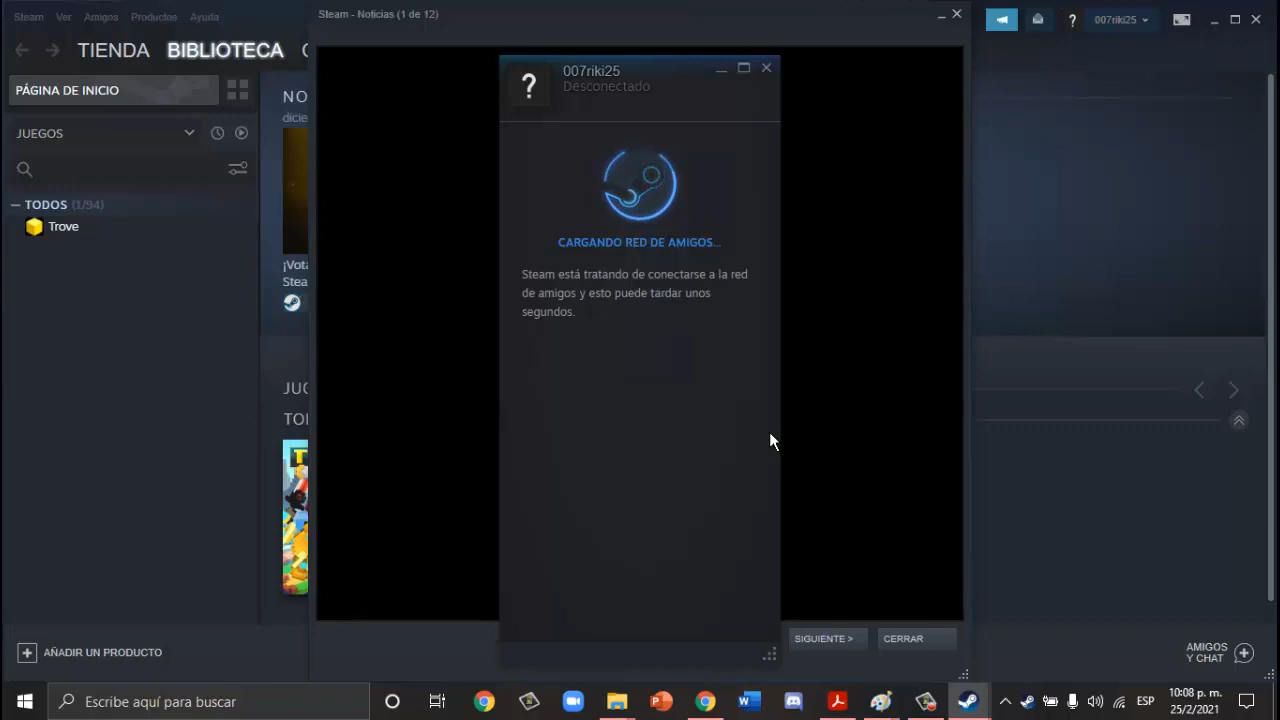 Steam Ver Amigos Productos Ayuda
Steam - Noticias (1 de 12)
007riki25
TIENDA BIBLIOTECA
PÁGINA DE INICIO
JUEGOS
TODOS (1/94)
Trove
NO
dicie
¡Vota
Stea
JUC
TOI
007riki25
Desconectado
CARGANDO RED DE AMIGOS...
Steam está tratando de conectarse a la red
de amigos y esto puede tardar unos
segundos.
SIGUIENTE >
CERRAR
AÑADIR UN PRODUCTO
AMIGOS
Y CHAT
Escribe aquí para buscar
ESP
10:08 p. m.
25/2/2021